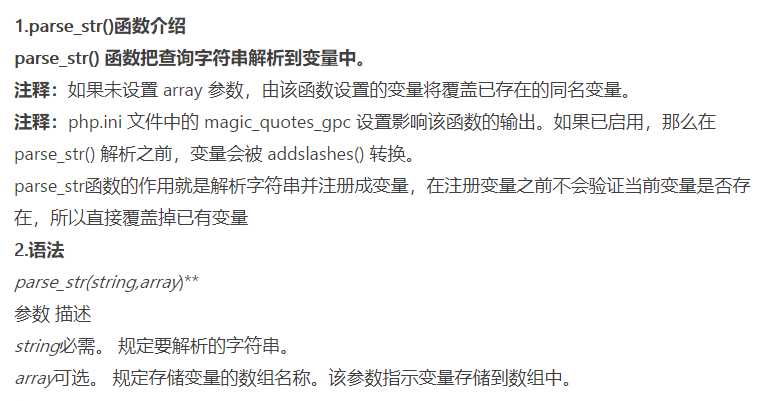 1.parse_str()函数介绍
parse_str() 函数把查询字符串解析到变量中。
注释：如果未设置 array 参数，由该函数设置的变量将覆盖已存在的同名变量。
注释：php.ini 文件中的 magic_quotes_gpc 设置影响该函数的输出。如果已启用，那么在
parse_str() 解析之前，变量会被 addslashes() 转换。
parse_str函数的作用就是解析字符串并注册成变量，在注册变量之前不会验证当前变量是否存
在，所以直接覆盖掉已有变量
2.语法
parse_str(string,array)**
参数 描述
string必需。 规定要解析的字符串。
array可选。 规定存储变量的数组名称。该参数指示变量存储到数组中。